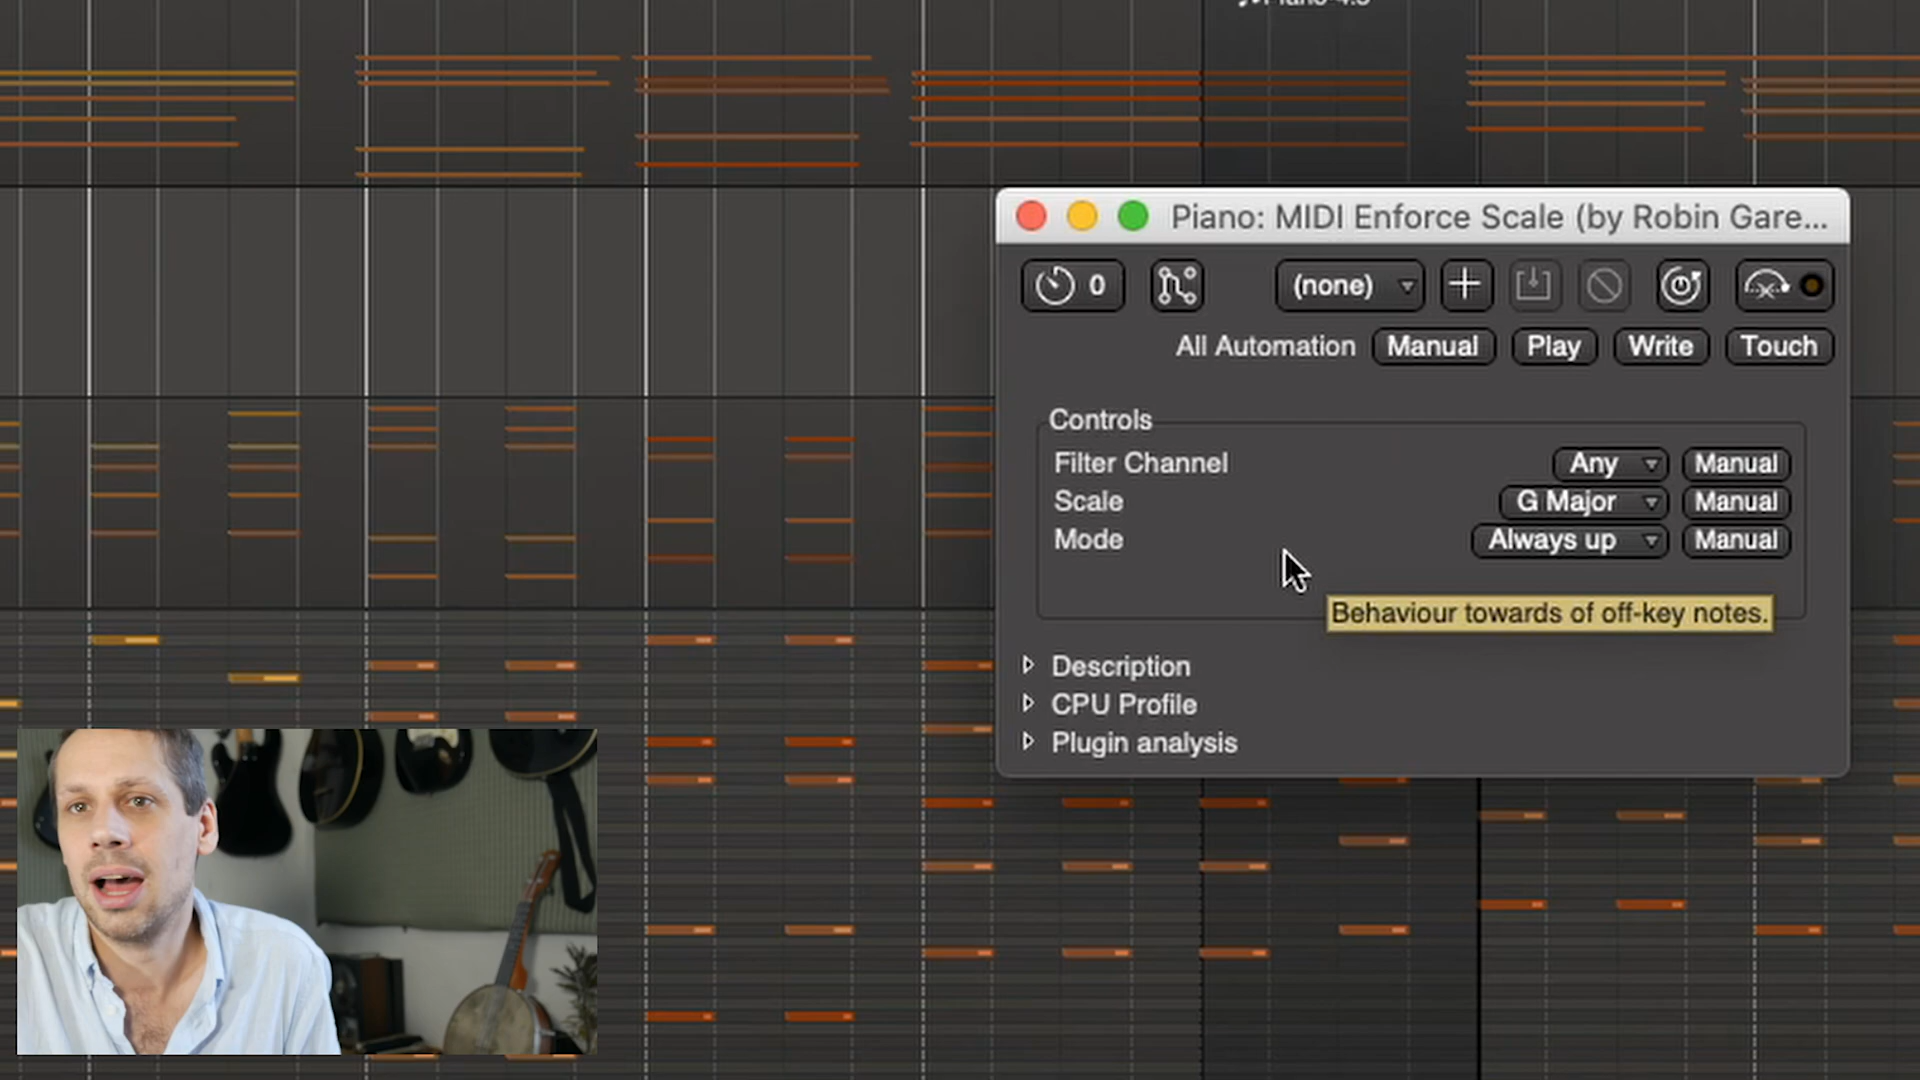 Piano: MIDI Enforce Scale (by Robin Gare...
0
(none)
All Automation Manual Play Write Touch
Controls
Filter Channel Any Manual
Scale G Major Manual
Mode Always up Manual
Behaviour towards of off-key notes.
Description
CPU Profile
Plugin analysis